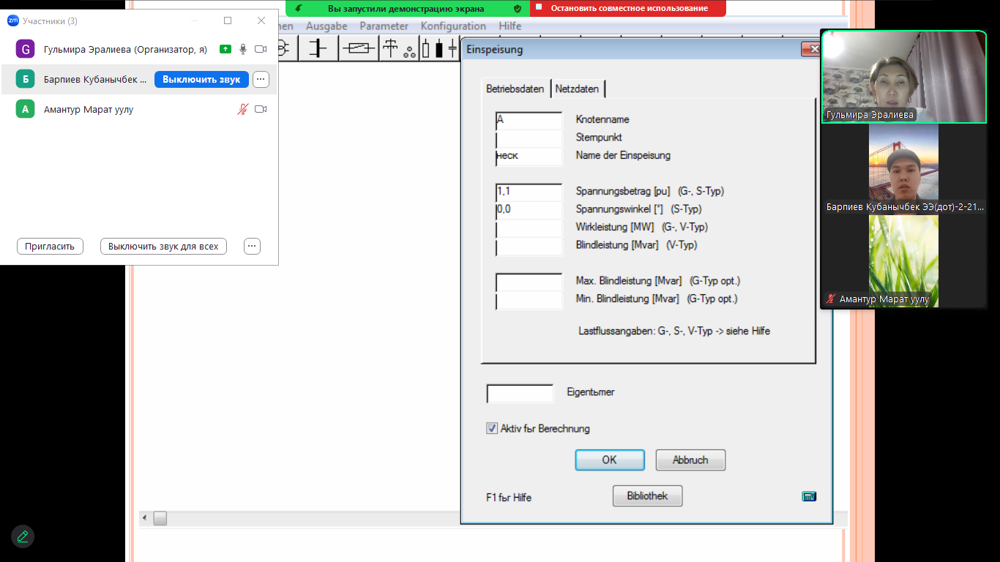 Вы запустили демонстрацию экрана
Остановить совместное использование
zm Участники (3)
G Гульмира Эралиева (Организатор, я)
Б Барпиев Кубанычбек ... Выключить звук ...
А Амантур Марат уулу
Пригласить Выключить звук для всех ...
nen Ausgabe Parameter Konfiguration Hilfe
Einspeisung
Betriebsdaten Netzdaten
A Knotenname
Sternpunkt
неск Name der Einspeisung
1,1 Spannungsbetrag [pu] (G-, S-Typ)
0,0 Spannungswinkel [°] (S-Typ)
Wirkleistung [MW] (G-, V-Typ)
Blindleistung [Mvar] (V-Typ)
Max. Blindleistung [Mvar] (G-Typ opt.)
Min. Blindleistung [Mvar] (G-Typ opt.)
Lastflussangaben: G-, S-, V-Typ -> siehe Hilfe
Eigentьmer
Aktiv fьr Berechnung
OK Abbruch
F1 fьr Hilfe Bibliothek
Гульмира Эралиева
Барпиев Кубанычбек ЭЭ(дот)-2-21...
Амантур Марат уулу